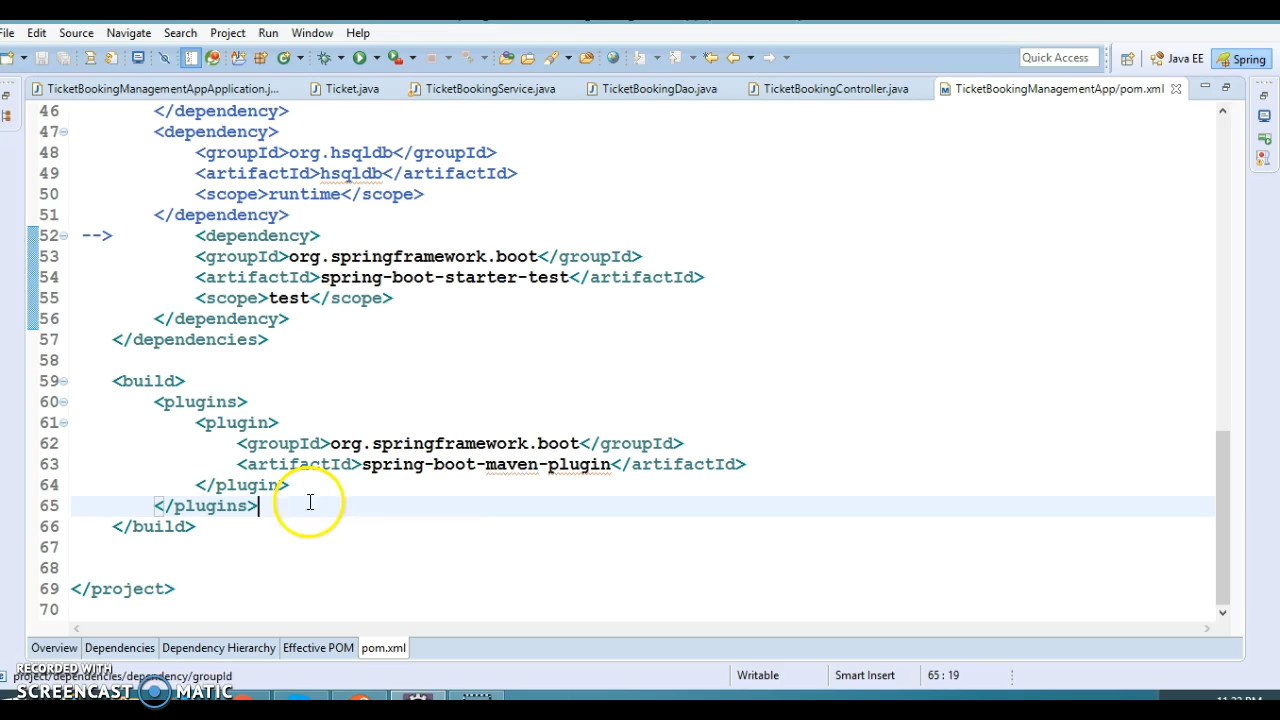 File Edit Source Navigate Search Project Run Window Help
Quick Access Java EE Spring
TicketBookingManagementAppApplication.j... Ticket.java TicketBookingService.java TicketBookingDao.java TicketBookingController.java TicketBookingManagementApp/pom.xml
46 </dependency>
47 <dependency>
48 <groupId>org.hsqldb</groupId>
49 <artifactId>hsqldb</artifactId>
50 <scope>runtime</scope>
51 </dependency>
52 --> <dependency>
53 <groupId>org.springframework.boot</groupId>
54 <artifactId>spring-boot-starter-test</artifactId>
55 <scope>test</scope>
56 </dependency>
57 </dependencies>
58
59 <build>
60 <plugins>
61 <plugin>
62 <groupId>org.springframework.boot</groupId>
63 <artifactId>spring-boot-maven-plugin</artifactId>
64 </plugin>
65 </plugins>
66 </build>
67
68
69 </project>
70
Overview Dependencies Dependency Hierarchy Effective POM pom.xml
RECORDED WITH
project/dependencies/dependency/groupId Writable Smart Insert 65 : 19
SCREENCAST MATIC